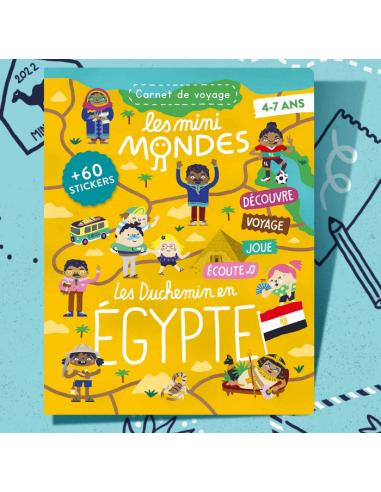 2022
MIN
Carnet de voyage
4-7 ANS
les mini
MONDES
+60
STICKERS
DÉCOUVRE
VOYAGE
JOUE
ÉCOUTE ♫
Les Duchemin en
ÉGYPTE